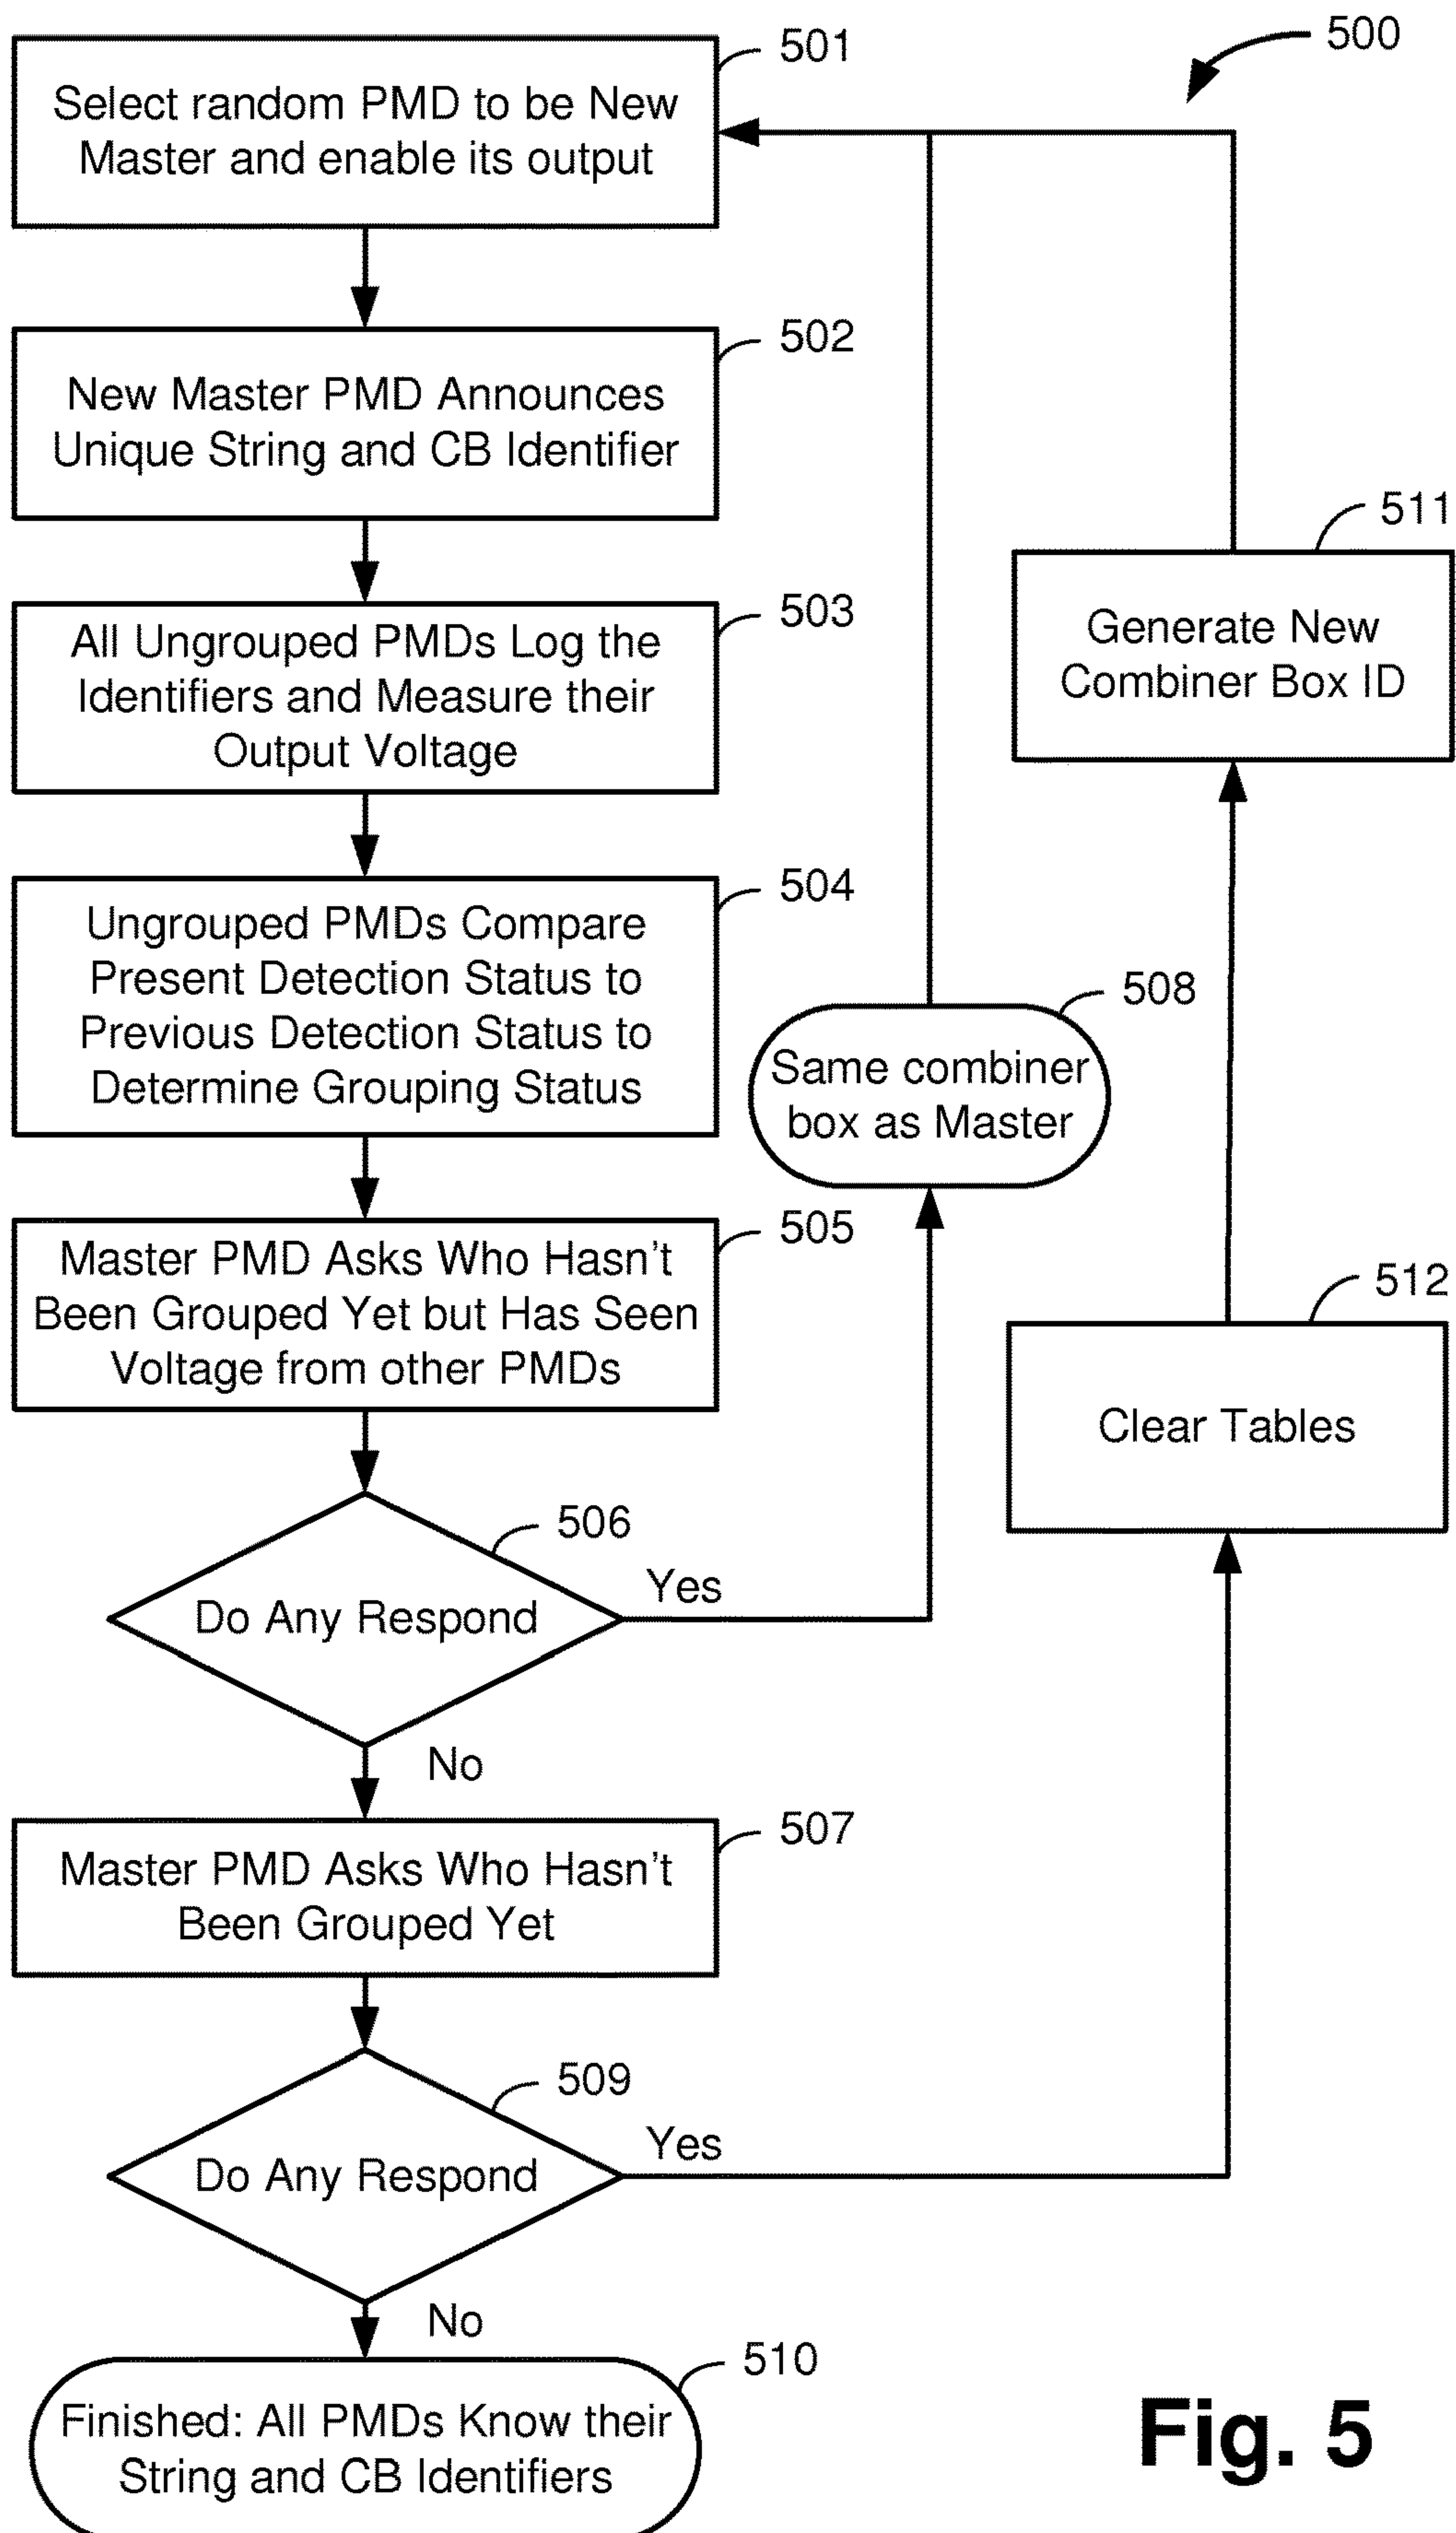 500
501
Select random PMD to be New
Master and enable its output
502
New Master PMD Announces
Unique String and CB Identifier
503
All Ungrouped PMDs Log the
Identifiers and Measure their
Output Voltage
504
Ungrouped PMDs Compare
Present Detection Status to
Previous Detection Status to
Determine Grouping Status
505
Master PMD Asks Who Hasn't
Been Grouped Yet but Has Seen
Voltage from other PMDs
506
Do Any Respond
Yes
No
508
Same combiner
box as Master
507
Master PMD Asks Who Hasn't
Been Grouped Yet
509
Do Any Respond
Yes
No
510
Finished: All PMDs Know their
String and CB Identifiers
511
Generate New
Combiner Box ID
512
Clear Tables
Fig. 5